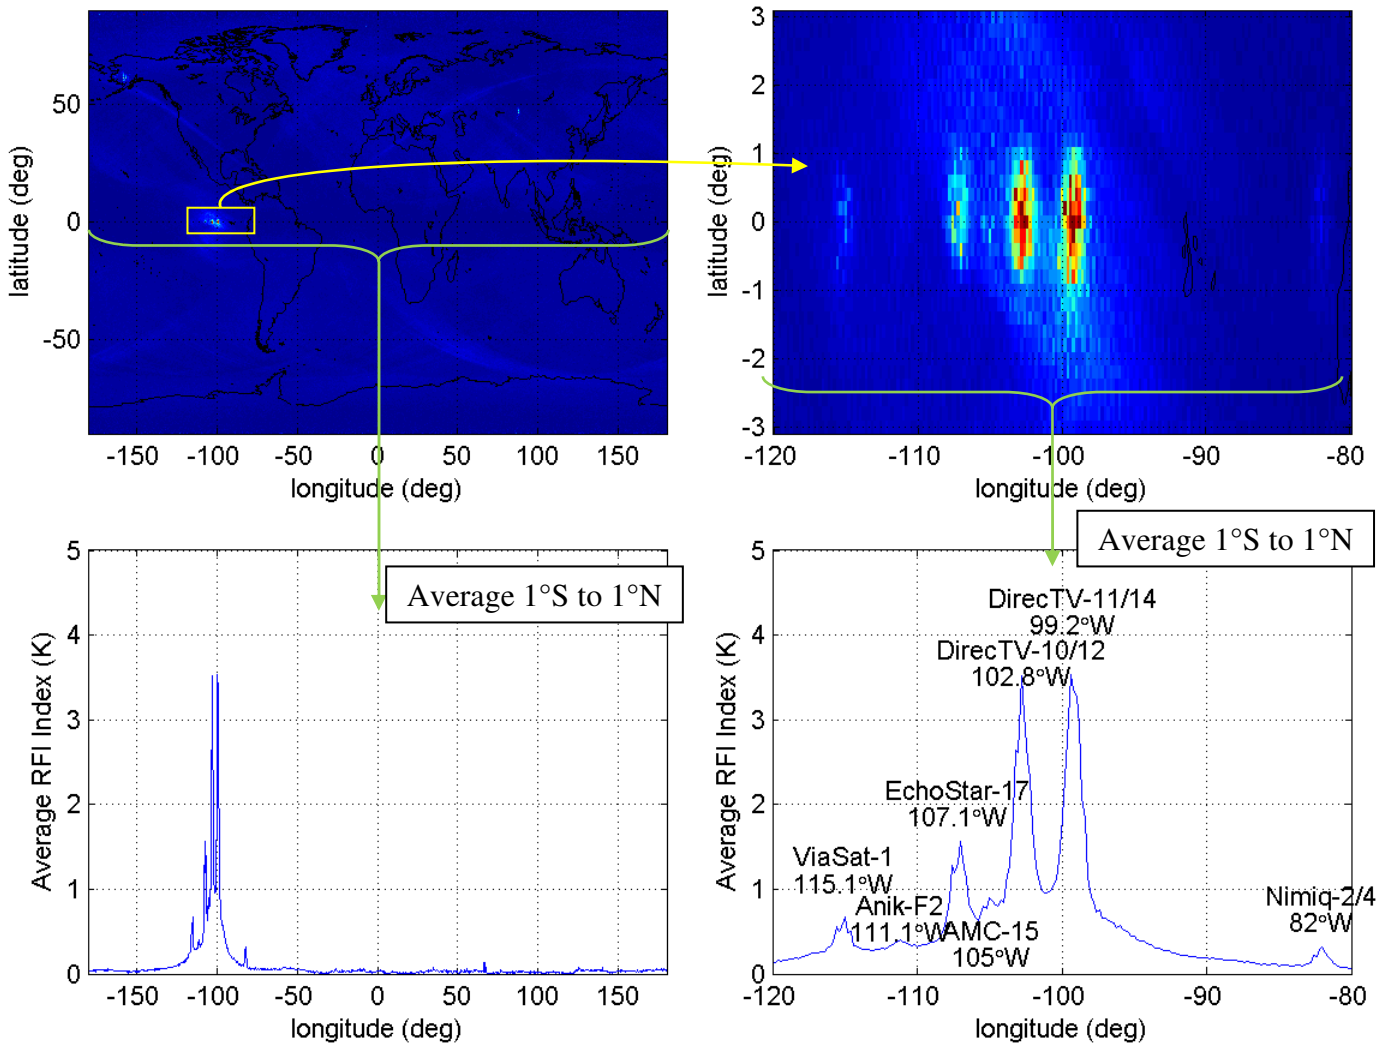 50
0
-50
latitude (deg)
-150
-100
-50
0
50
100
150
longitude (deg)
3
2
1
0
-1
-2
-3
latitude (deg)
-120
-110
-100
-90
-80
longitude (deg)
Average 1°S to 1°N
Average 1°S to 1°N
5
4
3
2
1
0
Average RFI Index (K)
-150
-100
-50
0
50
100
150
longitude (deg)
5
4
3
2
1
0
Average RFI Index (K)
DirecTV-11/14
99.2°W
DirecTV-10/12
102.8°W
EchoStar-17
107.1°W
ViaSat-1
115.1°W
Anik-F2
111.1°W
AMC-15
105°W
Nimiq-2/4
82°W
-120
-110
-100
-90
-80
longitude (deg)